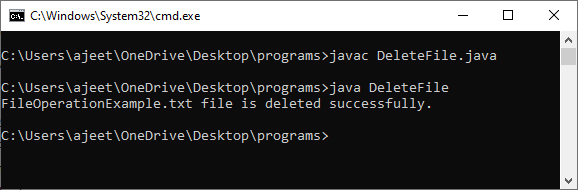 C:\Windows\System32\cmd.exe
C:\Users\ajeet\OneDrive\Desktop\programs>javac DeleteFile.java
C:\Users\ajeet\OneDrive\Desktop\programs>java DeleteFile
FileOperationExample.txt file is deleted successfully.
C:\Users\ajeet\OneDrive\Desktop\programs>